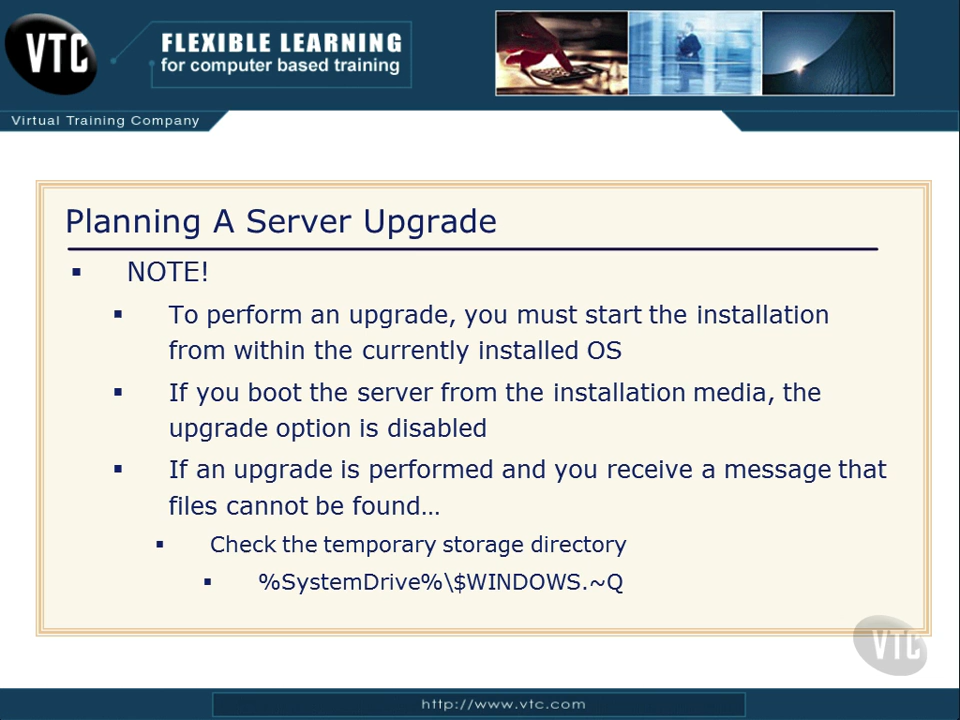 VTC
FLEXIBLE LEARNING
for computer based training
Virtual Training Company
Planning A Server Upgrade
NOTE!
To perform an upgrade, you must start the installation
from within the currently installed OS
If you boot the server from the installation media, the
upgrade option is disabled
If an upgrade is performed and you receive a message that
files cannot be found…
Check the temporary storage directory
%SystemDrive%\$WINDOWS.~Q
VTC
http://www.vtc.com